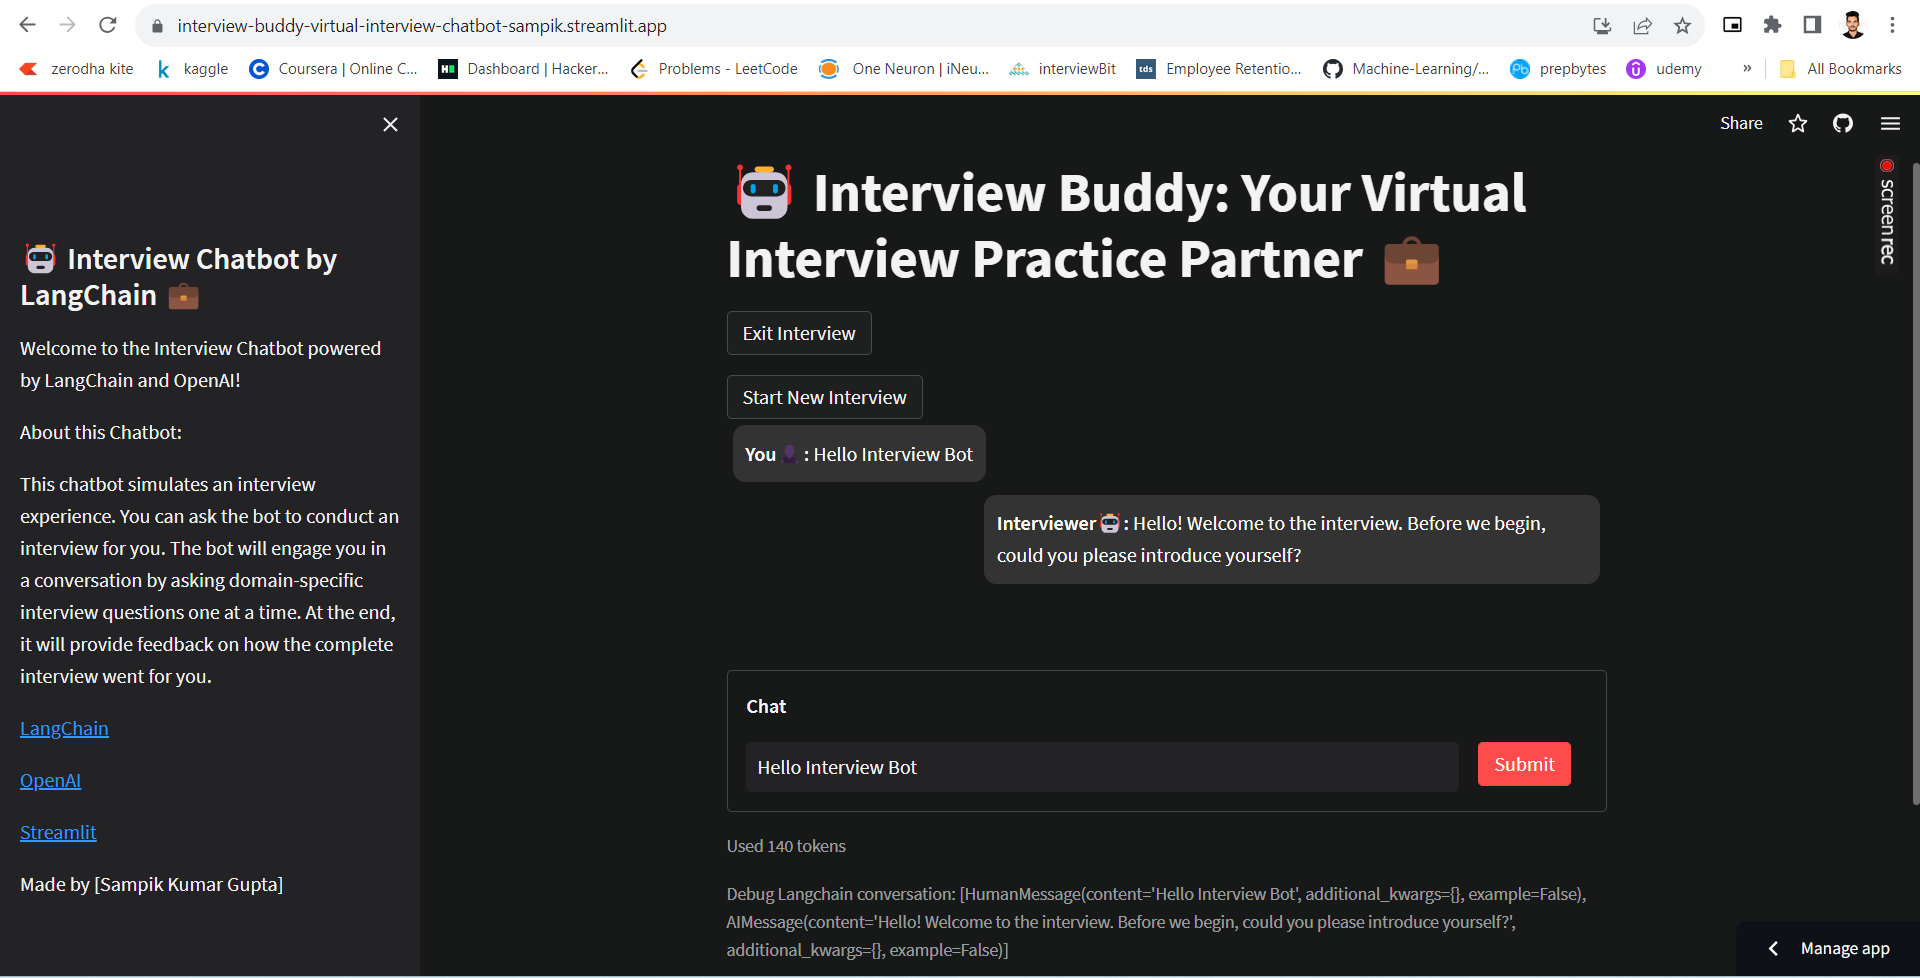 interview-buddy-virtual-interview-chatbot-sampik.streamlit.app
zerodha kite kaggle Coursera | Online C... Dashboard | Hacker... Problems - LeetCode One Neuron | iNeu... interviewBit tds Employee Retentio... Machine-Learning/... Pb prepbytes udemy » All Bookmarks
Share
Interview Buddy: Your Virtual
Interview Practice Partner
screenrec
Exit Interview
Start New Interview
You : Hello Interview Bot
Interviewer : Hello! Welcome to the interview. Before we begin,
could you please introduce yourself?
Chat
Hello Interview Bot
Submit
Used 140 tokens
Debug Langchain conversation: [HumanMessage(content='Hello Interview Bot', additional_kwargs={}, example=False),
AIMessage(content='Hello! Welcome to the interview. Before we begin, could you please introduce yourself?',
additional_kwargs={}, example=False)]
Manage app
Interview Chatbot by
LangChain
Welcome to the Interview Chatbot powered
by LangChain and OpenAI!
About this Chatbot:
This chatbot simulates an interview
experience. You can ask the bot to conduct an
interview for you. The bot will engage you in
a conversation by asking domain-specific
interview questions one at a time. At the end,
it will provide feedback on how the complete
interview went for you.
LangChain
OpenAI
Streamlit
Made by [Sampik Kumar Gupta]